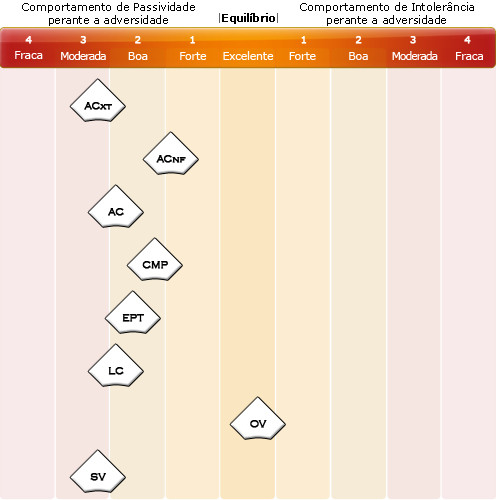 Comportamento de Passividade
perante a adversidade
|Equilíbrio|
Comportamento de Intolerância
perante a adversidade
4 3 2 1 1 2 3 4
Fraca Moderada Boa Forte Excelente Forte Boa Moderada Fraca
ACXT
ACNF
AC
CMP
EPT
LC
OV
SV